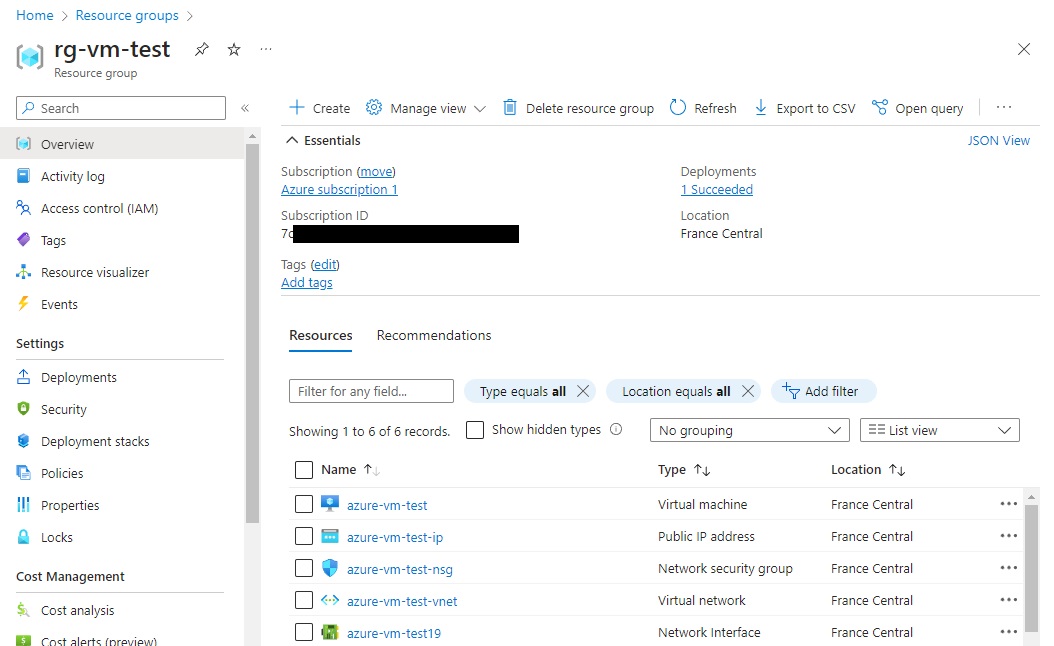 Home > Resource groups >
rg-vm-test
Resource group
Search
«
Overview
Activity log
Access control (IAM)
Tags
Resource visualizer
Events
Settings
Deployments
Security
Deployment stacks
Policies
Properties
Locks
Cost Management
Cost analysis
Cost alerts (preview)
Create Manage view Delete resource group Refresh Export to CSV Open query ...
Essentials JSON View
Subscription (move) Deployments
Azure subscription 1 1 Succeeded
Subscription ID Location
France Central
Tags (edit)
Add tags
Resources Recommendations
Filter for any field... Type equals all Location equals all Add filter
Showing 1 to 6 of 6 records. Show hidden types No grouping List view
Name ↑↓ Type ↑↓ Location ↑↓
azure-vm-test Virtual machine France Central ...
azure-vm-test-ip Public IP address France Central ...
azure-vm-test-nsg Network security group France Central ...
azure-vm-test-vnet Virtual network France Central ...
azure-vm-test19 Network Interface France Central ...